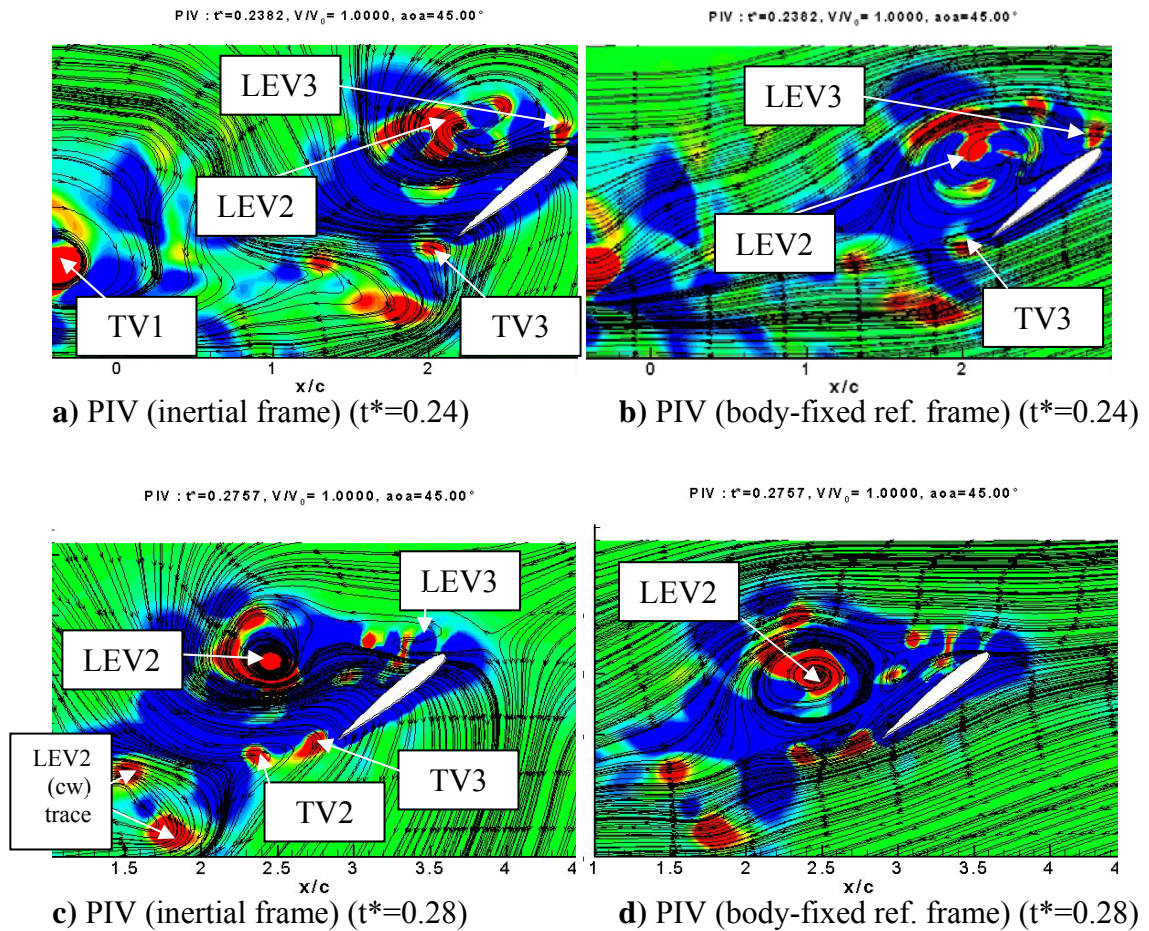 PIV : t*=0.2382, V/V₀= 1.0000, aoa=45.00°
LEV3
LEV2
TV1
TV3
0 1 2
x/c
a) PIV (inertial frame) (t*=0.24)
PIV : t*=0.2382, V/V₀= 1.0000, aoa=45.00°
LEV3
LEV2
TV3
0 1 2
x/c
b) PIV (body-fixed ref. frame) (t*=0.24)
PIV : t*=0.2757, V/V₀= 1.0000, aoa=45.00°
LEV3
LEV2
LEV2
(cw)
trace
TV2
TV3
1.5 2 2.5 3 3.5 4
x/c
c) PIV (inertial frame) (t*=0.28)
PIV : t*=0.2757, V/V₀= 1.0000, aoa=45.00°
LEV2
1 1.5 2 2.5 3 3.5 4
x/c
d) PIV (body-fixed ref. frame) (t*=0.28)